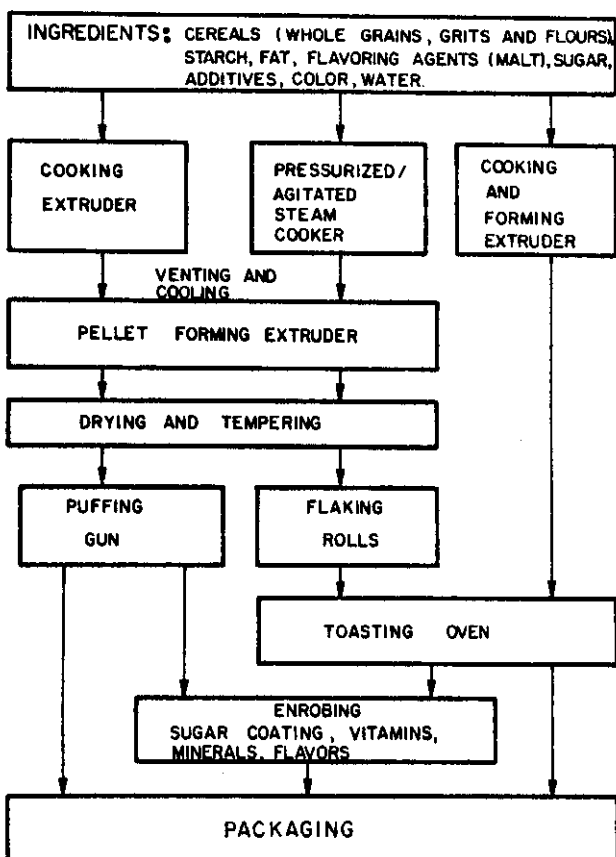 INGREDIENTS: CEREALS (WHOLE GRAINS, GRITS AND FLOURS),
STARCH, FAT, FLAVORING AGENTS (MALT), SUGAR,
ADDITIVES, COLOR, WATER.
COOKING
EXTRUDER
PRESSURIZED/
AGITATED
STEAM
COOKER
COOKING
AND
FORMING
EXTRUDER
VENTING AND
COOLING
PELLET FORMING EXTRUDER
DRYING AND TEMPERING
PUFFING
GUN
FLAKING
ROLLS
TOASTING OVEN
ENROBING
SUGAR COATING, VITAMINS,
MINERALS, FLAVORS
PACKAGING